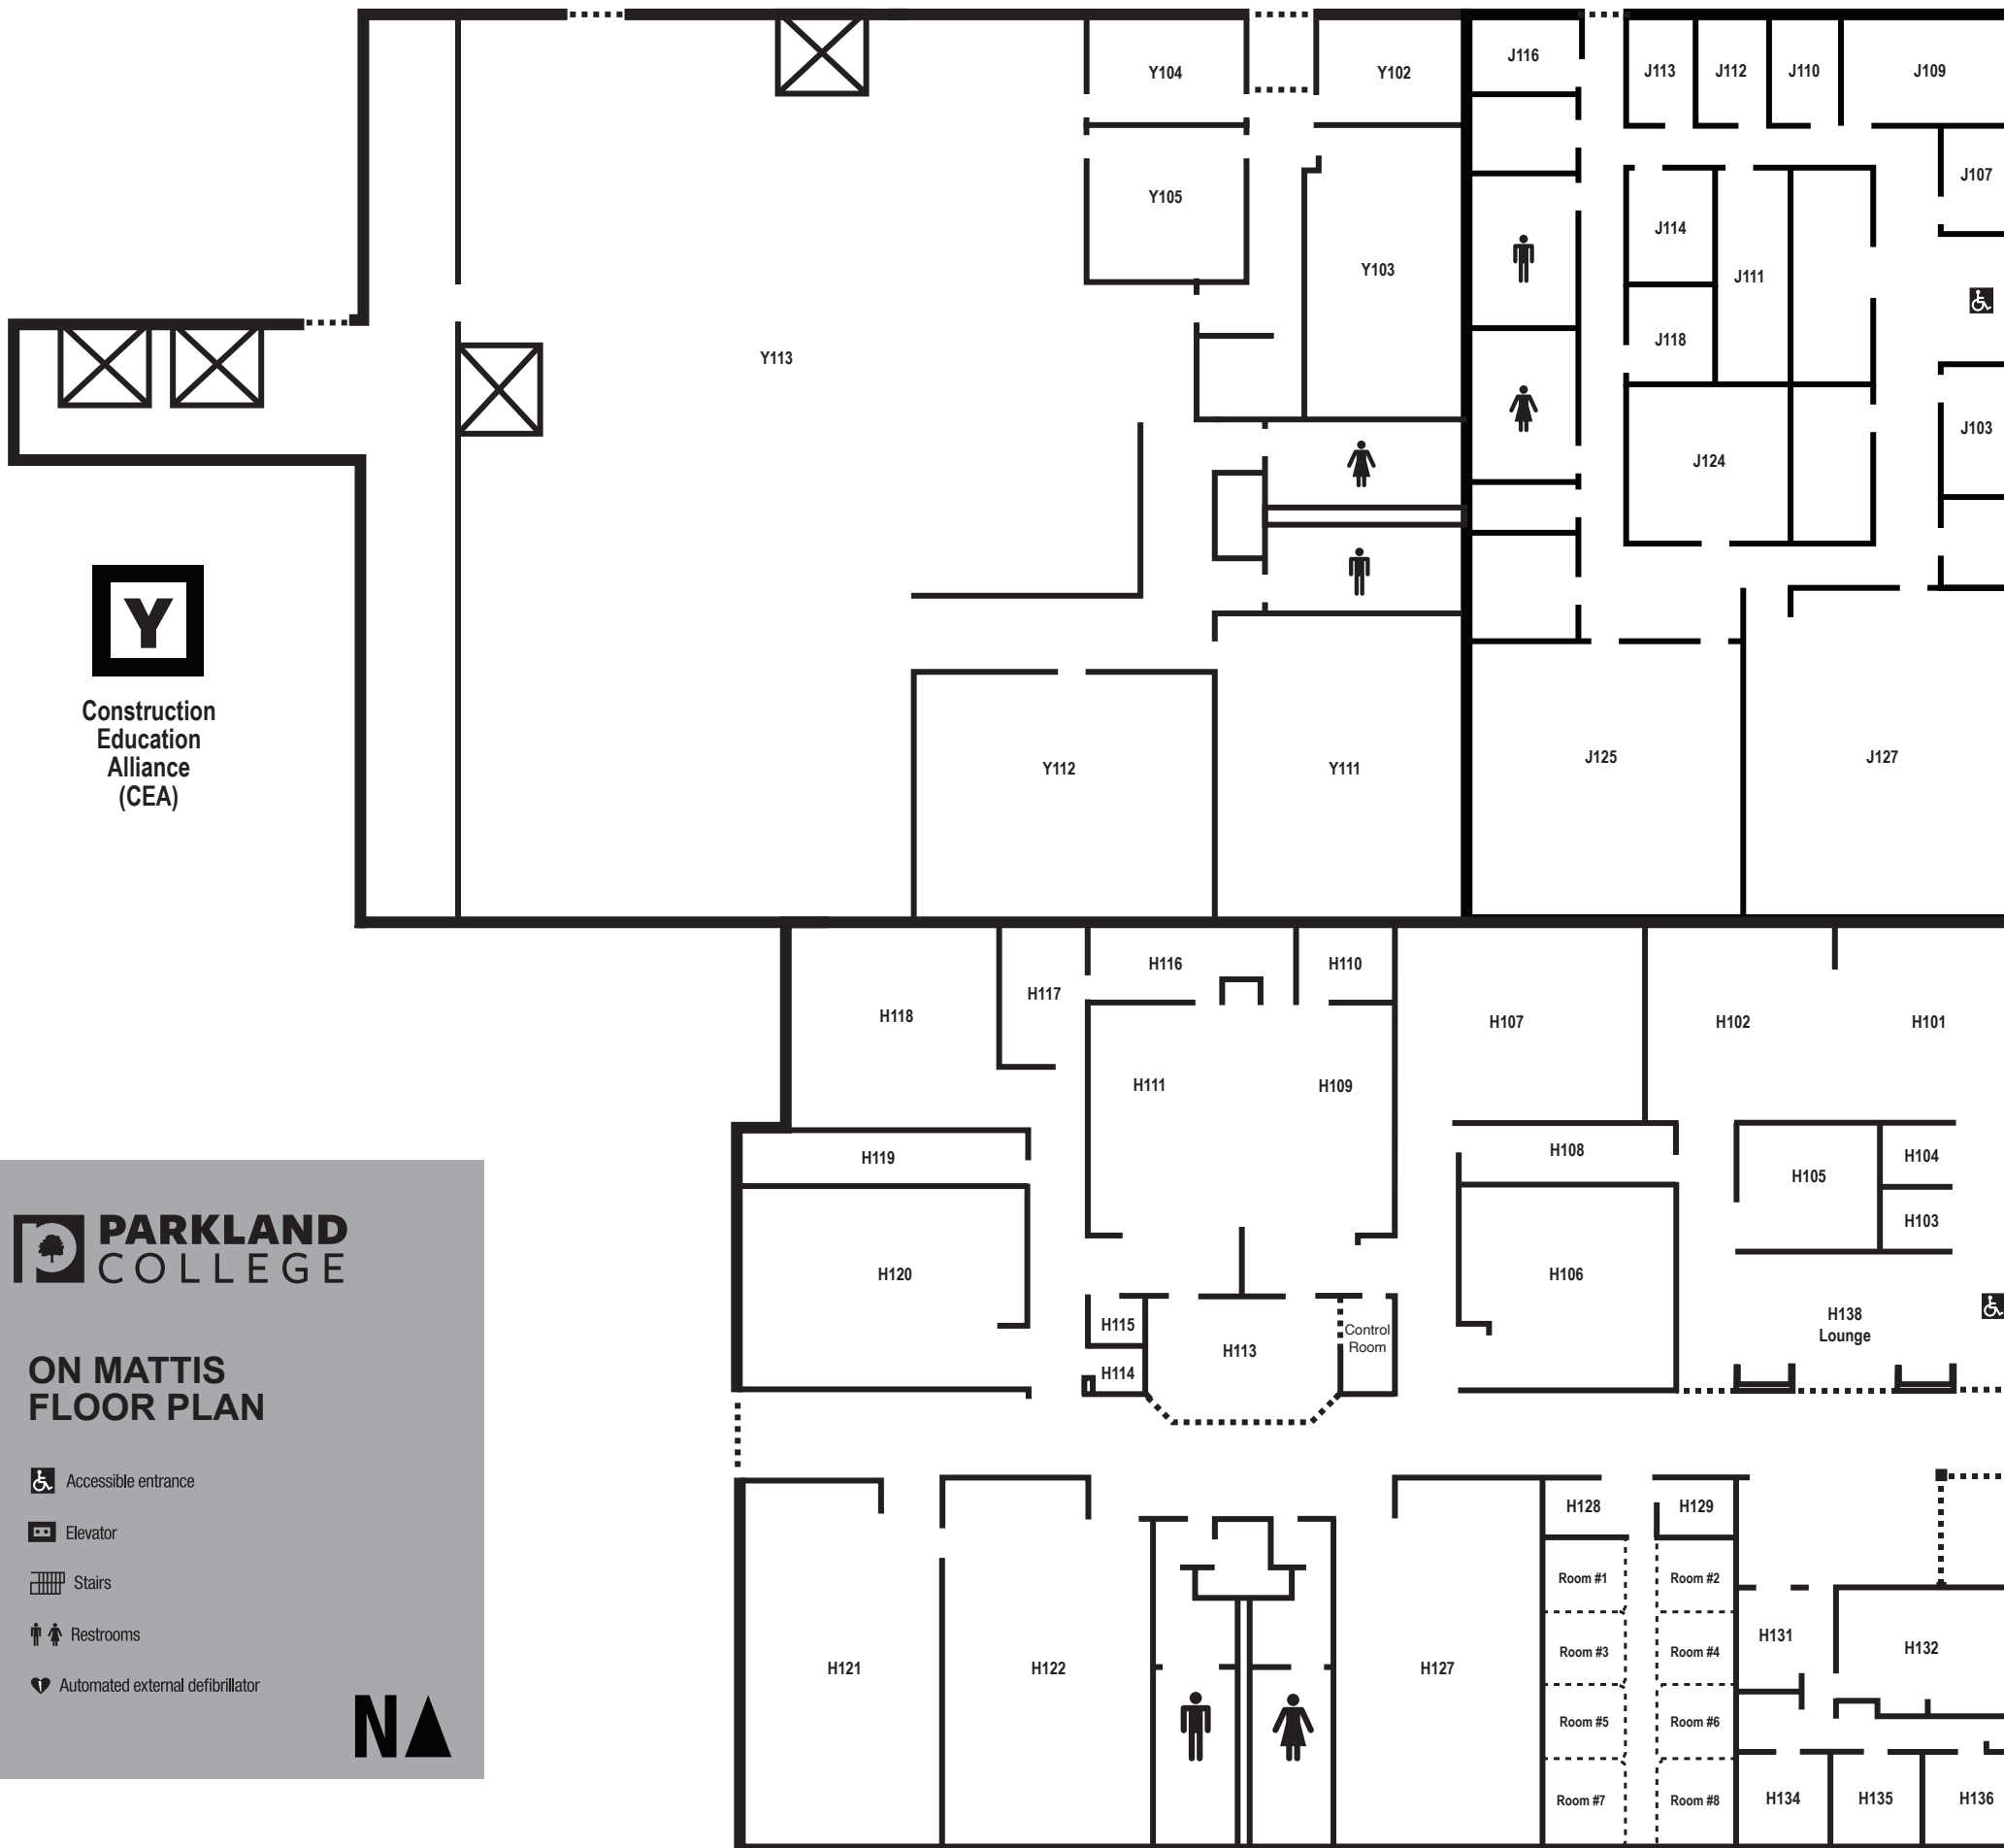 J116
J113
J112
J110
J109
Y104
Y102
J107
Y105
J114
Y103
J111
J118
Y113
J103
J124
Y
Construction
Education
Alliance
(CEA)
Y112
Y111
J125
J127
H116
H110
H117
H118
H107
H102
H101
H111
H109
H119
H108
H104
H105
H103
H120
H106
H138
Lounge
H115
Control
Room
H113
H114
PARKLAND
COLLEGE
ON MATTIS
FLOOR PLAN
Accessible entrance
Elevator
Stairs
Restrooms
Automated external defibrillator
N
H128
H129
Room #1
Room #2
H131
H132
Room #3
Room #4
H121
H122
H127
Room #5
Room #6
Room #7
Room #8
H134
H135
H136